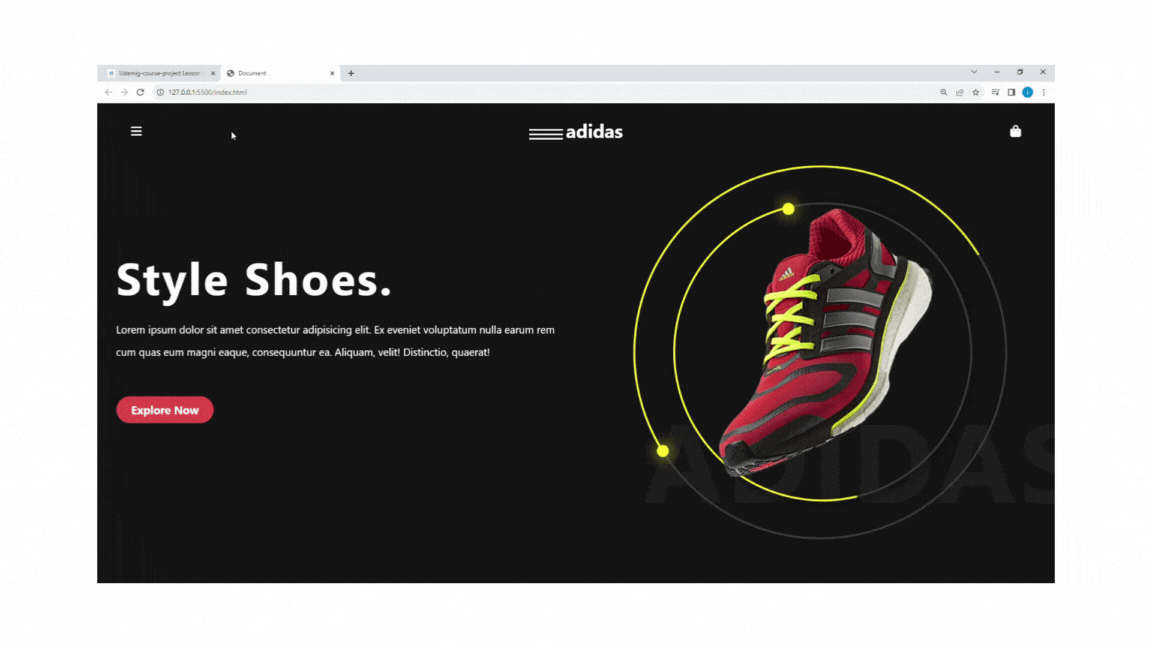 Udemig-course-project Lesson
Document
127.0.0.1:5500/index.html
adidas
Style Shoes.
Lorem ipsum dolor sit amet consectetur adipisicing elit. Ex eveniet voluptatum nulla earum rem
cum quas eum magni eaque, consequuntur ea. Aliquam, velit! Distinctio, quaerat!
Explore Now
ADIDAS